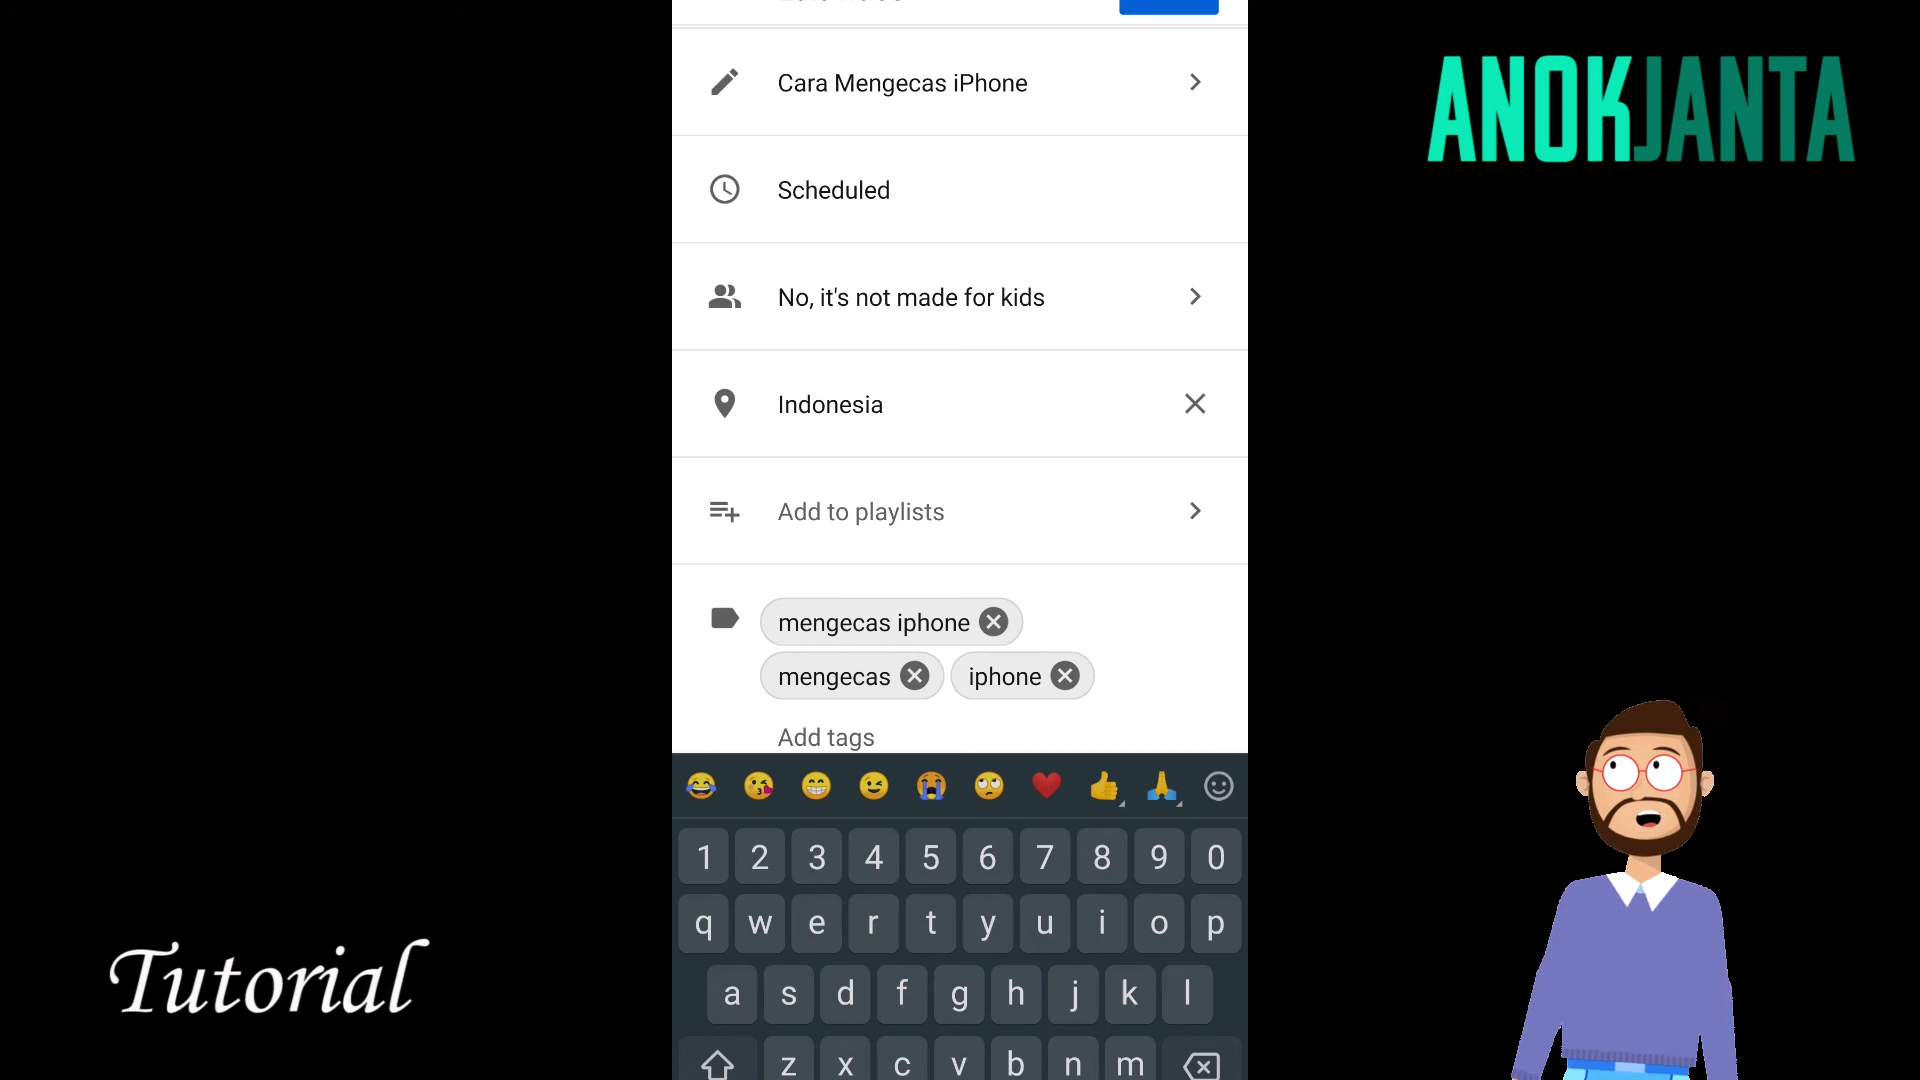 ANOKJANTA
Cara Mengecas iPhone
Scheduled
No, it's not made for kids
Indonesia
Add to playlists
mengecas iphone
mengecas iphone
Add tags
1 2 3 4 5 6 7 8 9 0
q w e r t y u i o p
a s d f g h j k l
z x c v b n m
Tutorial